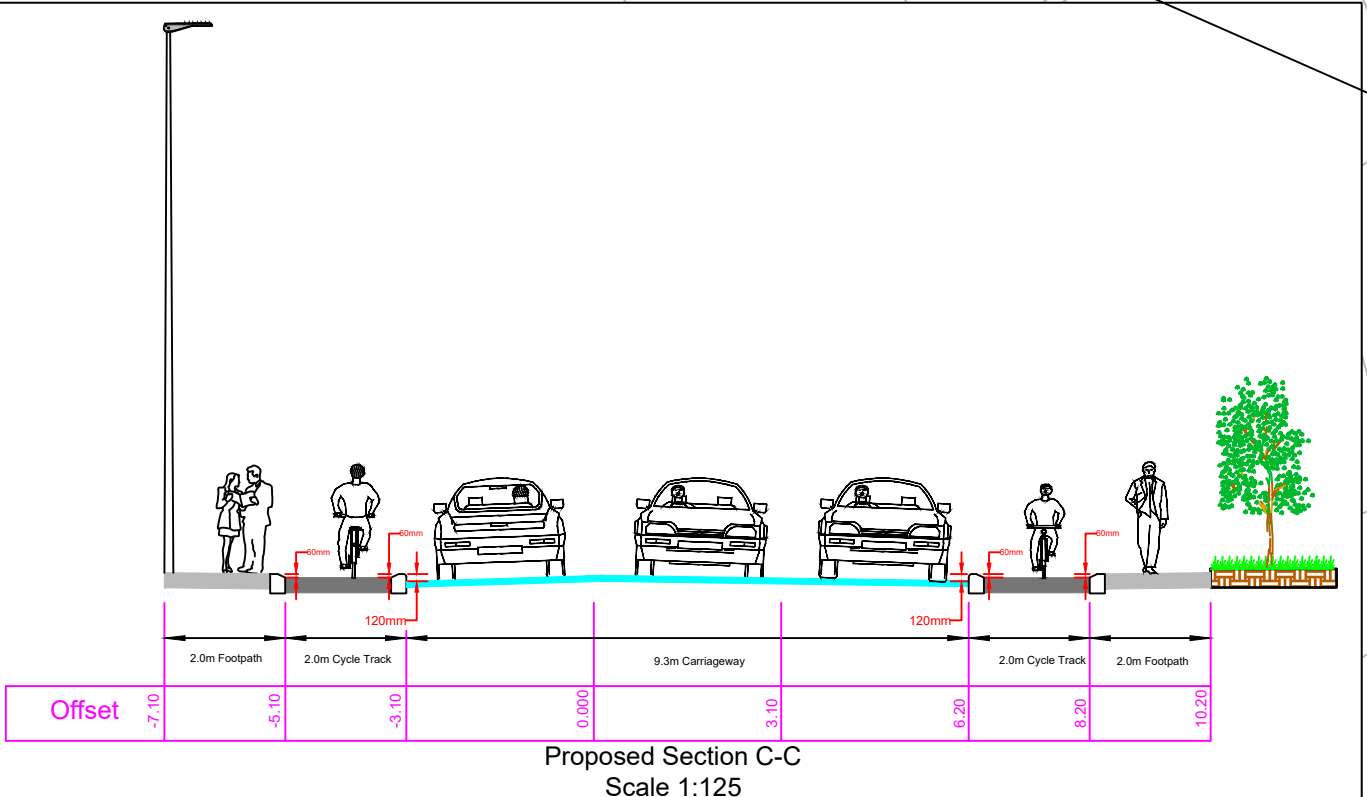 60mm
60mm
60mm
60mm
120mm
120mm
2.0m Footpath
2.0m Cycle Track
9.3m Carriageway
2.0m Cycle Track
2.0m Footpath
Offset
-7.10
-5.10
-3.10
0.000
3.10
6.20
8.20
10.20
Proposed Section C-C
Scale 1:125